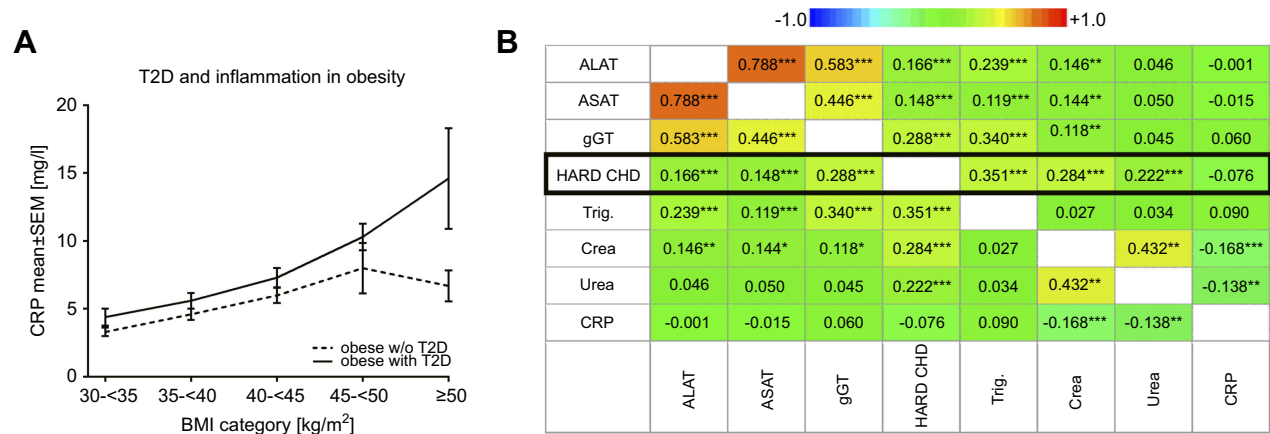 A
T2D and inflammation in obesity
CRP mean±SEM [mg/l]
20
15
10
5
0
obese w/o T2D
obese with T2D
30-<35 35-<40 40-<45 45-<50 ≥50
BMI category [kg/m²]
B
-1.0 +1.0
ALAT 0.788*** 0.583*** 0.166*** 0.239*** 0.146** 0.046 -0.001
ASAT 0.788*** 0.446*** 0.148*** 0.119*** 0.144** 0.050 -0.015
gGT 0.583*** 0.446*** 0.288*** 0.340*** 0.118** 0.045 0.060
HARD CHD 0.166*** 0.148*** 0.288*** 0.351*** 0.284*** 0.222*** -0.076
Trig. 0.239*** 0.119*** 0.340*** 0.351*** 0.027 0.034 0.090
Crea 0.146** 0.144* 0.118* 0.284*** 0.027 0.432** -0.168***
Urea 0.046 0.050 0.045 0.222*** 0.034 0.432** -0.138**
CRP -0.001 -0.015 0.060 -0.076 0.090 -0.168*** -0.138**
ALAT ASAT gGT HARD CHD Trig. Crea Urea CRP